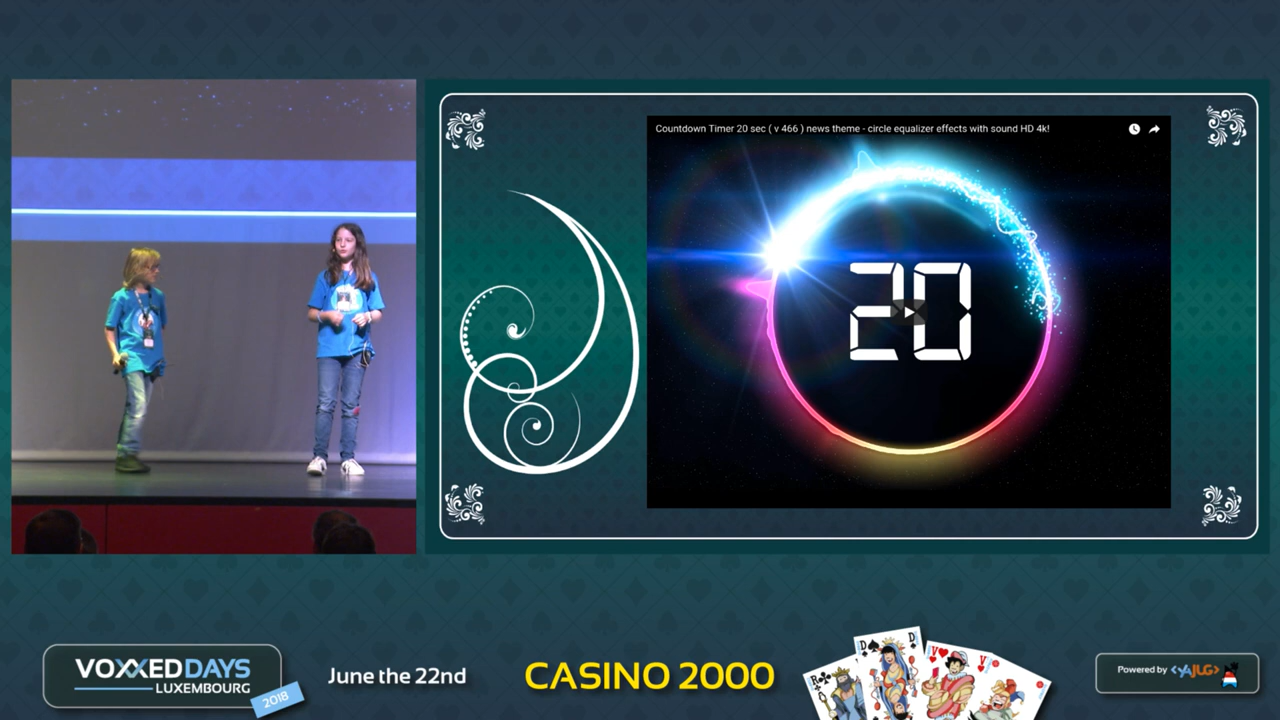 Countdown Timer 20 sec ( v 466 ) news theme - circle equalizer effects with sound HD 4k!
20
VOXXEDDAYS
LUXEMBOURG
2018
June the 22nd
CASINO 2000
R
D
D
V
V
Powered by <YAJUG>